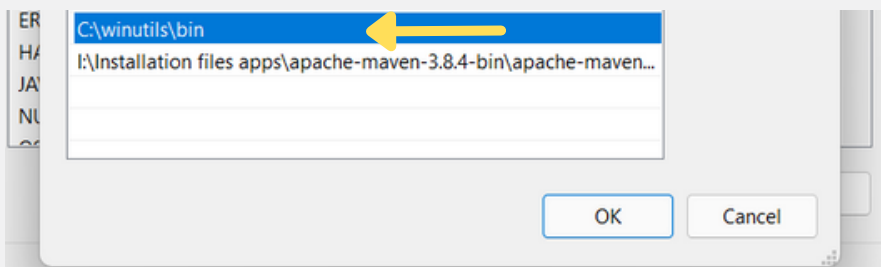 ER
C:\winutils\bin
HA
I:\Installation files apps\apache-maven-3.8.4-bin\apache-maven...
JA
NU
OK
Cancel